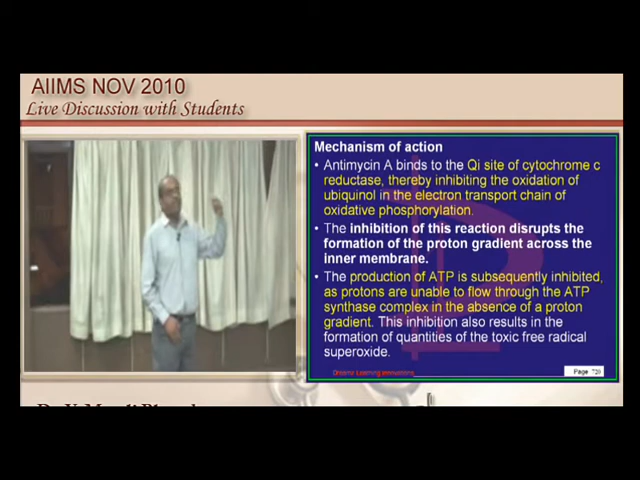 AIIMS NOV 2010
Live Discussion with Students
Mechanism of action
• Antimycin A binds to the Qi site of cytochrome c
reductase, thereby inhibiting the oxidation of
ubiquinol in the electron transport chain of
oxidative phosphorylation.
• The inhibition of this reaction disrupts the
formation of the proton gradient across the
inner membrane.
• The production of ATP is subsequently inhibited,
as protons are unable to flow through the ATP
synthase complex in the absence of a proton
gradient. This inhibition also results in the
formation of quantities of the toxic free radical
superoxide.
Learning
Page 720